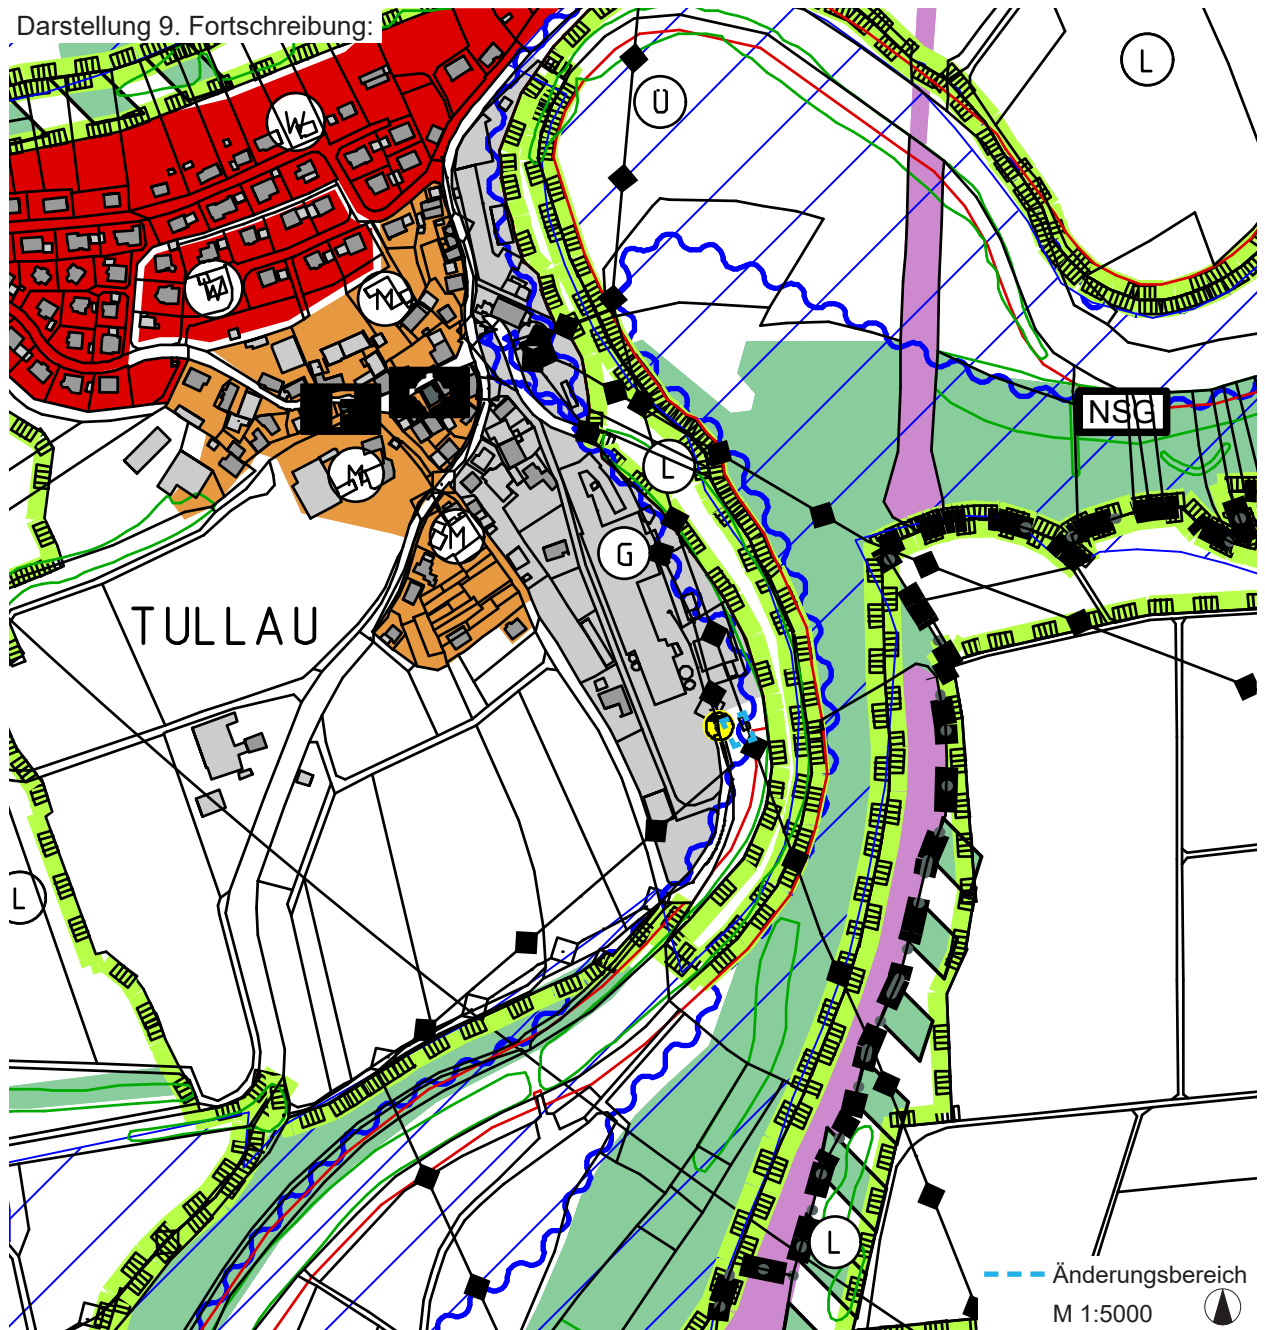 Darstellung 9. Fortschreibung:
L
Ü
W
W
M
NSG
L
M
M
G
TULLAU
L
L
Änderungsbereich
M 1:5000